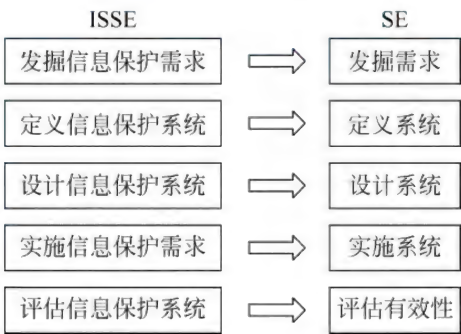 ISSE SE
发掘信息保护需求 发掘需求
定义信息保护系统 定义系统
设计信息保护系统 设计系统
实施信息保护需求 实施系统
评估信息保护系统 评估有效性